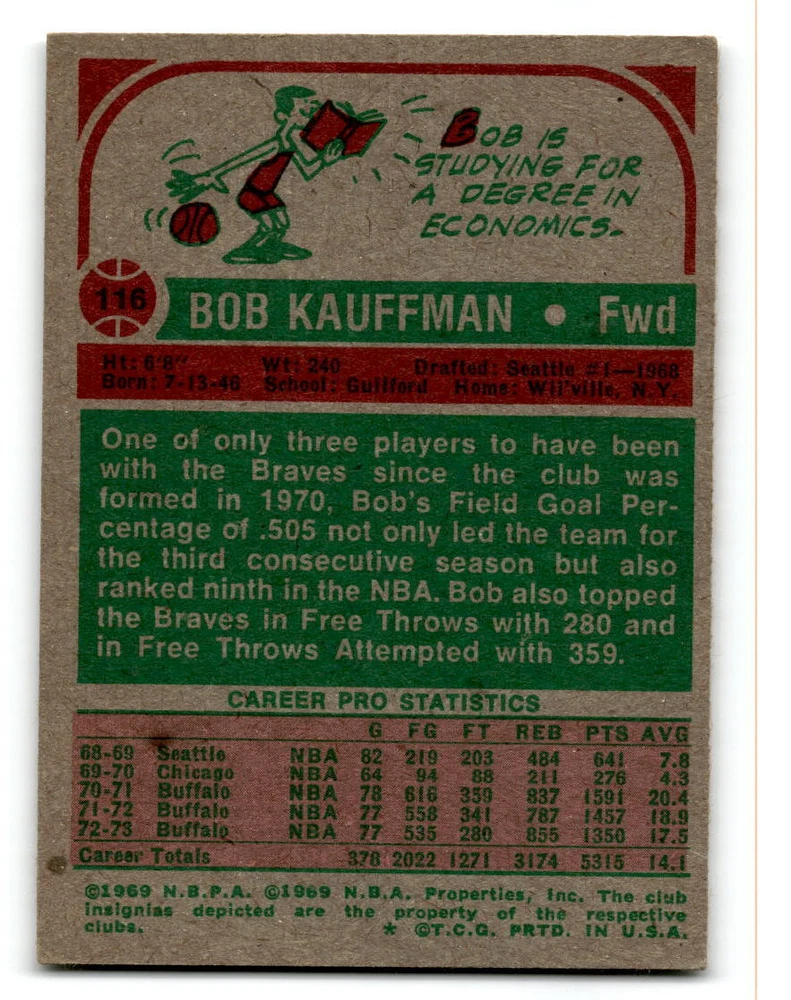 BOB IS
STUDYING FOR
A DEGREE IN
ECONOMICS.
116
BOB KAUFFMAN • Fwd
Ht: 6'8" Wt: 240 Drafted: Seattle #1—1968
Born: 7-13-46 School: Guilford Home: Wil'ville, N.Y.
One of only three players to have been
with the Braves since the club was
formed in 1970, Bob's Field Goal Per-
centage of .505 not only led the team for
the third consecutive season but also
ranked ninth in the NBA. Bob also topped
the Braves in Free Throws with 280 and
in Free Throws Attempted with 359.
CAREER PRO STATISTICS
G FG FT REB PTS AVG
68-69 Seattle NBA 82 219 203 484 641 7.8
69-70 Chicago NBA 64 94 88 211 276 4.3
70-71 Buffalo NBA 78 616 359 837 1591 20.4
71-72 Buffalo NBA 77 558 341 787 1457 18.9
72-73 Buffalo NBA 77 535 280 855 1350 17.5
Career Totals 378 2022 1271 3174 5315 14.1
©1969 N.B.P.A. ©1969 N.B.A. Properties, Inc. The club
insignias depicted are the property of the respective
clubs. * ©T.C.G. PRTD. IN U.S.A.